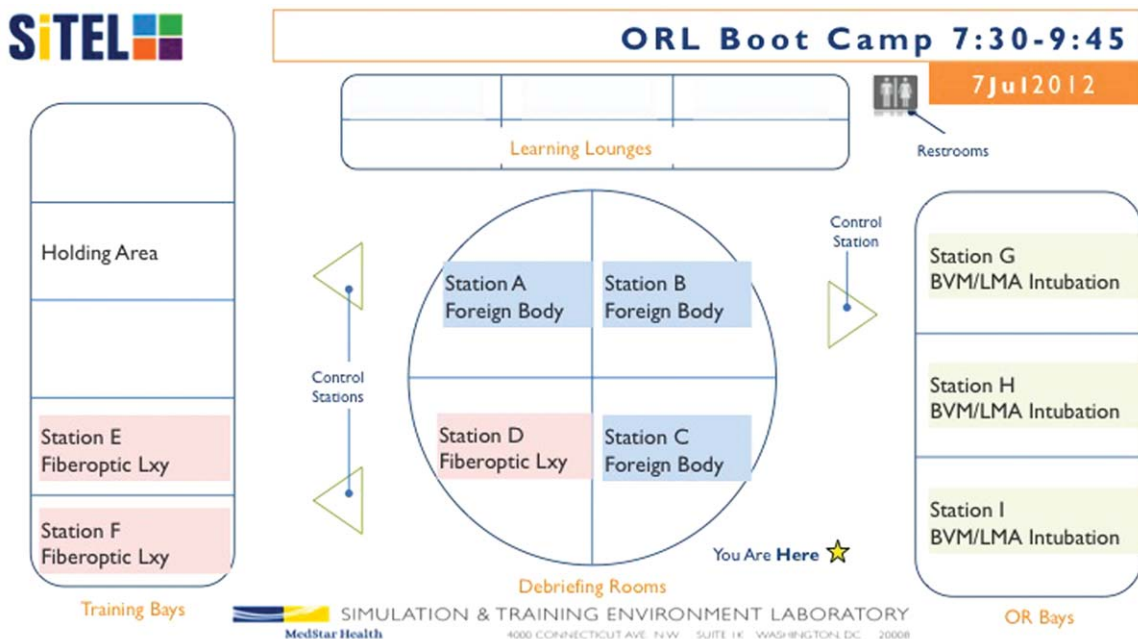 SiTEL
ORL Boot Camp 7:30-9:45
7Jul2012
Restrooms
Learning Lounges
Holding Area
Station E
Fiberoptic Lxy
Station F
Fiberoptic Lxy
Training Bays
Control
Stations
Station A
Foreign Body
Station B
Foreign Body
Station D
Fiberoptic Lxy
Station C
Foreign Body
Debriefing Rooms
You Are Here
Control
Station
Station G
BVM/LMA Intubation
Station H
BVM/LMA Intubation
Station I
BVM/LMA Intubation
OR Bays
MedStar Health
SIMULATION & TRAINING ENVIRONMENT LABORATORY
4000 CONNECTICUT AVE. NW SUITE 1K WASHINGTON, DC 20008